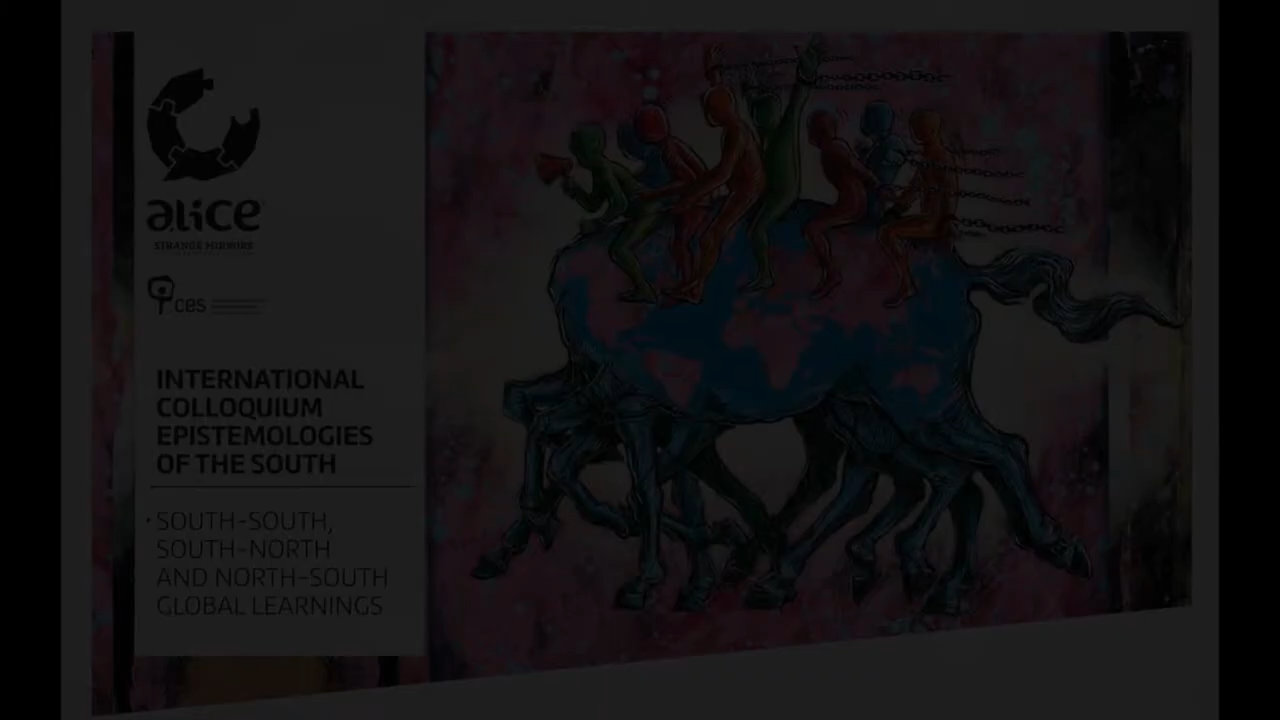 alice
STRANGE MIRRORS
ces
INTERNATIONAL
COLLOQUIUM
EPISTEMOLOGIES
OF THE SOUTH
SOUTH-SOUTH,
SOUTH-NORTH
AND NORTH-SOUTH
GLOBAL LEARNINGS